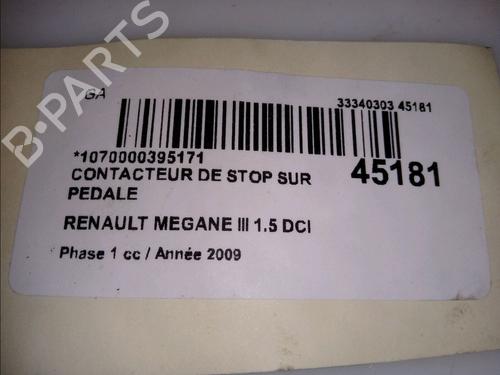 GA
33340303 45181
*1070000395171
45181
CONTACTEUR DE STOP SUR
PEDALE
RENAULT MEGANE III 1.5 DCI
Phase 1 cc / Année 2009
B-PARTS